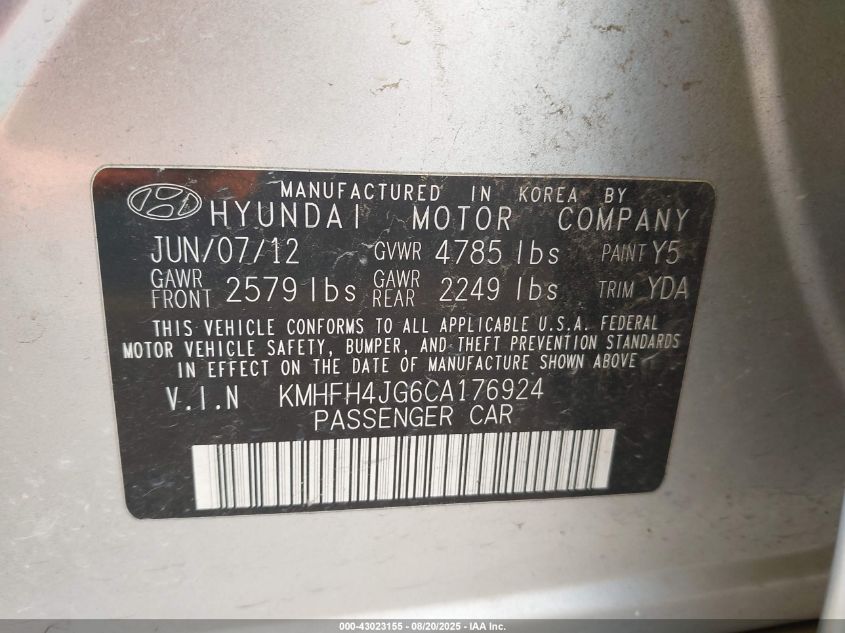 MANUFACTURED IN KOREA BY
HYUNDAI MOTOR COMPANY
JUN/07/12 GVWR 4785 lbs PAINT Y5
GAWR FRONT 2579 lbs GAWR REAR 2249 lbs TRIM YDA
THIS VEHICLE CONFORMS TO ALL APPLICABLE U.S.A. FEDERAL
MOTOR VEHICLE SAFETY, BUMPER, AND THEFT PREVENTION STANDARDS
IN EFFECT ON THE DATE OF MANUFACTURE SHOWN ABOVE
V.I.N KMHFH4JG6CA176924
PASSENGER CAR
000-43023155 - 08/20/2025 - IAA Inc.